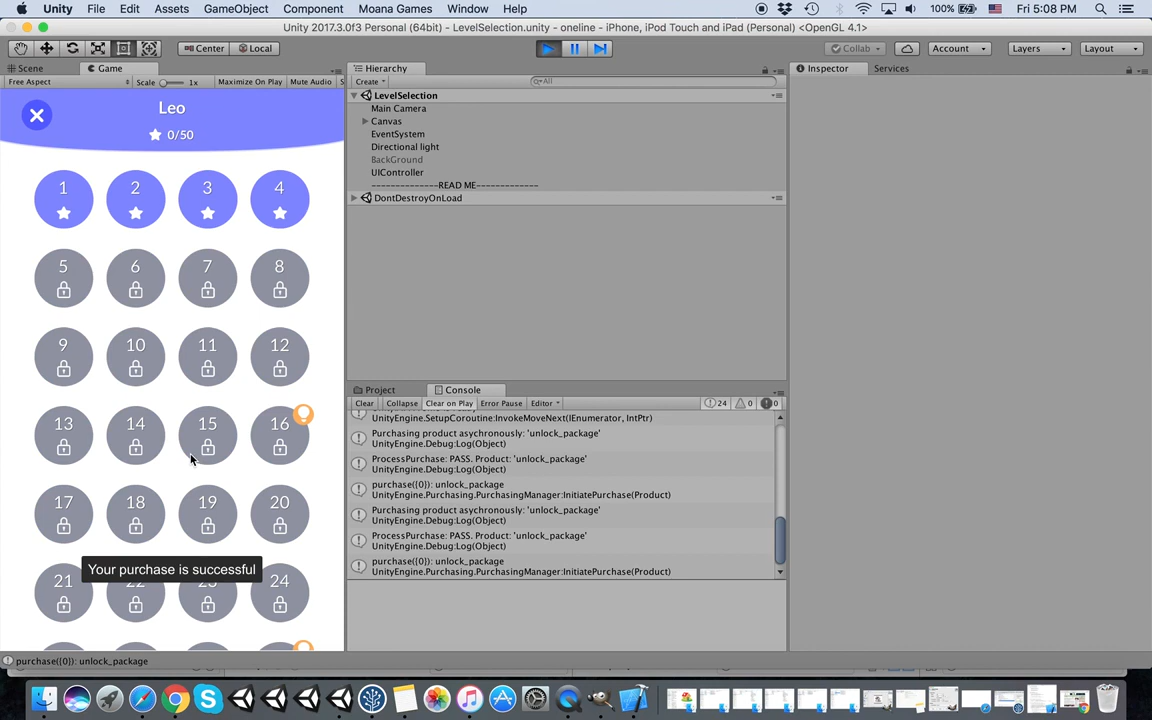 Unity File Edit Assets GameObject Component Moana Games Window Help 100% Fri 5:08 PM
Unity 2017.3.0f3 Personal (64bit) - LevelSelection.unity - oneline - iPhone, iPod Touch and iPad (Personal) <OpenGL 4.1>
Center Local Collab Account Layers Layout
Scene Game Hierarchy Inspector Services
Free Aspect Scale 1x Maximize On Play Mute Audio S Create All
LevelSelection
Main Camera
Canvas
EventSystem
Directional light
BackGround
UIController
--------------READ ME-------------
DontDestroyOnLoad
Leo
0/50
1 2 3 4
5 6 7 8
9 10 11 12
13 14 15 16
17 18 19 20
21 22 23 24
Your purchase is successful
Project Console
Clear Collapse Clear on Play Error Pause Editor 24 0 0
UnityEngine.SetupCoroutine:InvokeMoveNext(IEnumerator, IntPtr)
Purchasing product asychronously: 'unlock_package'
UnityEngine.Debug:Log(Object)
ProcessPurchase: PASS. Product: 'unlock_package'
UnityEngine.Debug:Log(Object)
purchase({0}): unlock_package
UnityEngine.Purchasing.PurchasingManager:InitiatePurchase(Product)
Purchasing product asychronously: 'unlock_package'
UnityEngine.Debug:Log(Object)
ProcessPurchase: PASS. Product: 'unlock_package'
UnityEngine.Debug:Log(Object)
purchase({0}): unlock_package
UnityEngine.Purchasing.PurchasingManager:InitiatePurchase(Product)
purchase({0}): unlock_package